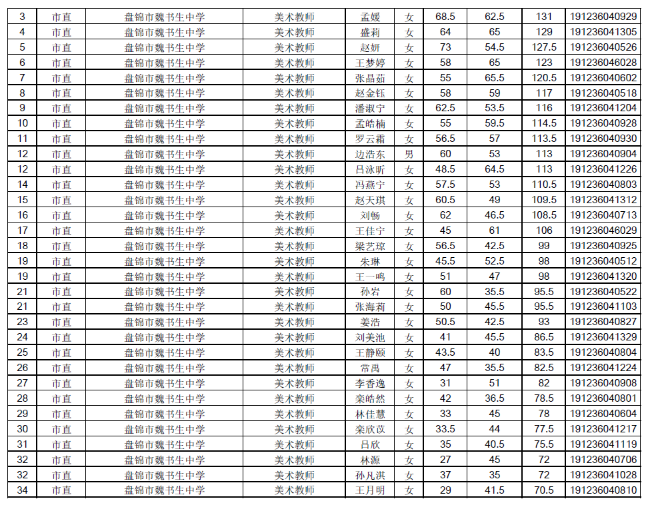 3 市直 盘锦市魏书生中学 美术教师 孟媛 女 68.5 62.5 131 191236040929
4 市直 盘锦市魏书生中学 美术教师 盛莉 女 64 65 129 191236041305
5 市直 盘锦市魏书生中学 美术教师 赵妍 女 73 54.5 127.5 191236040526
6 市直 盘锦市魏书生中学 美术教师 王梦婷 女 58 65 123 191236046028
7 市直 盘锦市魏书生中学 美术教师 张晶茹 女 55 65.5 120.5 191236040602
8 市直 盘锦市魏书生中学 美术教师 赵金钰 女 58 59 117 191236040518
9 市直 盘锦市魏书生中学 美术教师 潘淑宁 女 62.5 53.5 116 191236041204
10 市直 盘锦市魏书生中学 美术教师 孟皓楠 女 55 59.5 114.5 191236040928
11 市直 盘锦市魏书生中学 美术教师 罗云霜 女 56.5 57 113.5 191236040930
12 市直 盘锦市魏书生中学 美术教师 边浩东 男 60 53 113 191236040904
12 市直 盘锦市魏书生中学 美术教师 吕泳昕 女 48.5 64.5 113 191236041226
14 市直 盘锦市魏书生中学 美术教师 冯熹宁 女 57.5 53 110.5 191236040803
15 市直 盘锦市魏书生中学 美术教师 赵天琪 女 60.5 49 109.5 191236041312
16 市直 盘锦市魏书生中学 美术教师 刘畅 女 62 46.5 108.5 191236040713
17 市直 盘锦市魏书生中学 美术教师 王佳宁 女 45 61 106 191236046029
18 市直 盘锦市魏书生中学 美术教师 梁艺琼 女 56.5 42.5 99 191236040925
19 市直 盘锦市魏书生中学 美术教师 朱琳 女 45.5 52.5 98 191236040512
19 市直 盘锦市魏书生中学 美术教师 王一鸣 女 51 47 98 191236041320
21 市直 盘锦市魏书生中学 美术教师 孙岩 女 60 35.5 95.5 191236040522
21 市直 盘锦市魏书生中学 美术教师 张海莉 女 50 45.5 95.5 191236041103
23 市直 盘锦市魏书生中学 美术教师 姜浩 女 50.5 42.5 93 191236040827
24 市直 盘锦市魏书生中学 美术教师 刘美池 女 41 45.5 86.5 191236041329
25 市直 盘锦市魏书生中学 美术教师 王静颐 女 43.5 40 83.5 191236040804
26 市直 盘锦市魏书生中学 美术教师 常禹 女 47 35.5 82.5 191236041224
27 市直 盘锦市魏书生中学 美术教师 李香逸 女 31 51 82 191236040908
28 市直 盘锦市魏书生中学 美术教师 栾皓然 女 42 36.5 78.5 191236040801
29 市直 盘锦市魏书生中学 美术教师 林佳慧 女 33 45 78 191236040604
30 市直 盘锦市魏书生中学 美术教师 栾欣苡 女 33.5 44 77.5 191236041217
31 市直 盘锦市魏书生中学 美术教师 吕欣 女 35 40.5 75.5 191236041119
32 市直 盘锦市魏书生中学 美术教师 林源 女 27 45 72 191236040706
32 市直 盘锦市魏书生中学 美术教师 孙凡淇 女 37 35 72 191236041028
34 市直 盘锦市魏书生中学 美术教师 王月明 女 29 41.5 70.5 191236040810